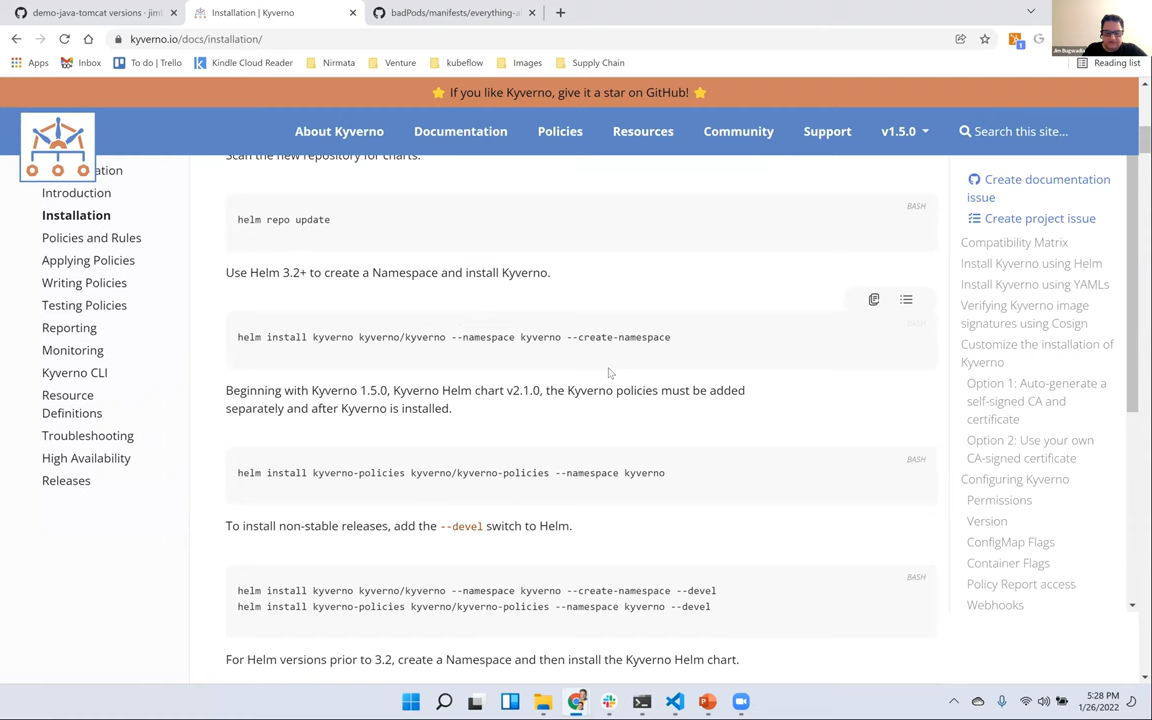 demo-java-tomcat versions · jiml
Installation | Kyverno
badPods/manifests/everything-al
kyverno.io/docs/installation/
Jim Bugwadia
Apps
Inbox
To do | Trello
Kindle Cloud Reader
Nirmata
Venture
kubeflow
Images
Supply Chain
Reading list
If you like Kyverno, give it a star on GitHub!
About Kyverno
Documentation
Policies
Resources
Community
Support
v1.5.0
Search this site...
Introduction
Installation
Policies and Rules
Applying Policies
Writing Policies
Testing Policies
Reporting
Monitoring
Kyverno CLI
Resource
Definitions
Troubleshooting
High Availability
Releases
Scan the new repository for charts.
BASH
helm repo update
Use Helm 3.2+ to create a Namespace and install Kyverno.
BASH
helm install kyverno kyverno/kyverno --namespace kyverno --create-namespace
Beginning with Kyverno 1.5.0, Kyverno Helm chart v2.1.0, the Kyverno policies must be added
separately and after Kyverno is installed.
BASH
helm install kyverno-policies kyverno/kyverno-policies --namespace kyverno
To install non-stable releases, add the --devel switch to Helm.
BASH
helm install kyverno kyverno/kyverno --namespace kyverno --create-namespace --devel
helm install kyverno-policies kyverno/kyverno-policies --namespace kyverno --devel
For Helm versions prior to 3.2, create a Namespace and then install the Kyverno Helm chart.
Create documentation
issue
Create project issue
Compatibility Matrix
Install Kyverno using Helm
Install Kyverno using YAMLs
Verifying Kyverno image
signatures using Cosign
Customize the installation of
Kyverno
Option 1: Auto-generate a
self-signed CA and
certificate
Option 2: Use your own
CA-signed certificate
Configuring Kyverno
Permissions
Version
ConfigMap Flags
Container Flags
Policy Report access
Webhooks
5:28 PM
1/26/2022